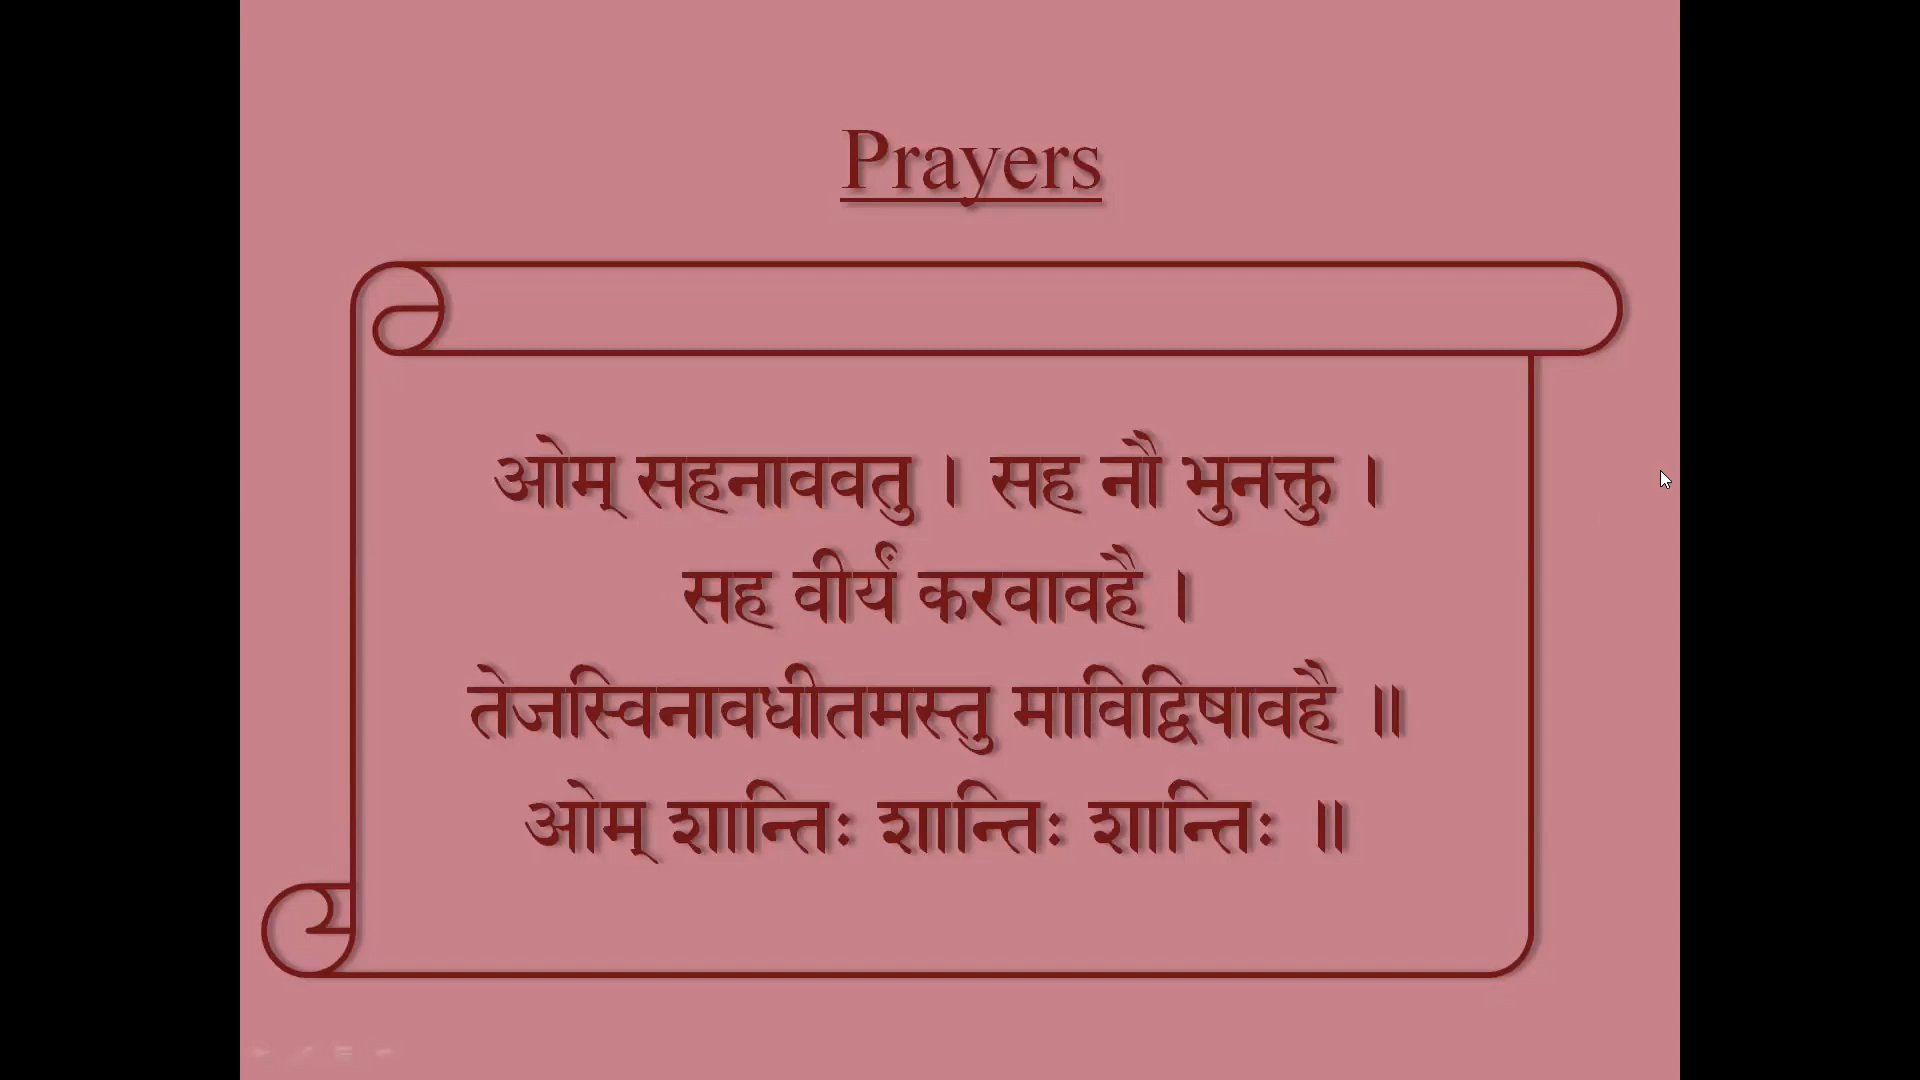 Prayers
ओम् सहनाववतु । सह नौ भुनक्तु ।
सह वीर्यं करवावहै ।
तेजस्विनावधीतमस्तु माविद्विषावहै ॥
ओम् शान्तिः शान्तिः शान्तिः ॥